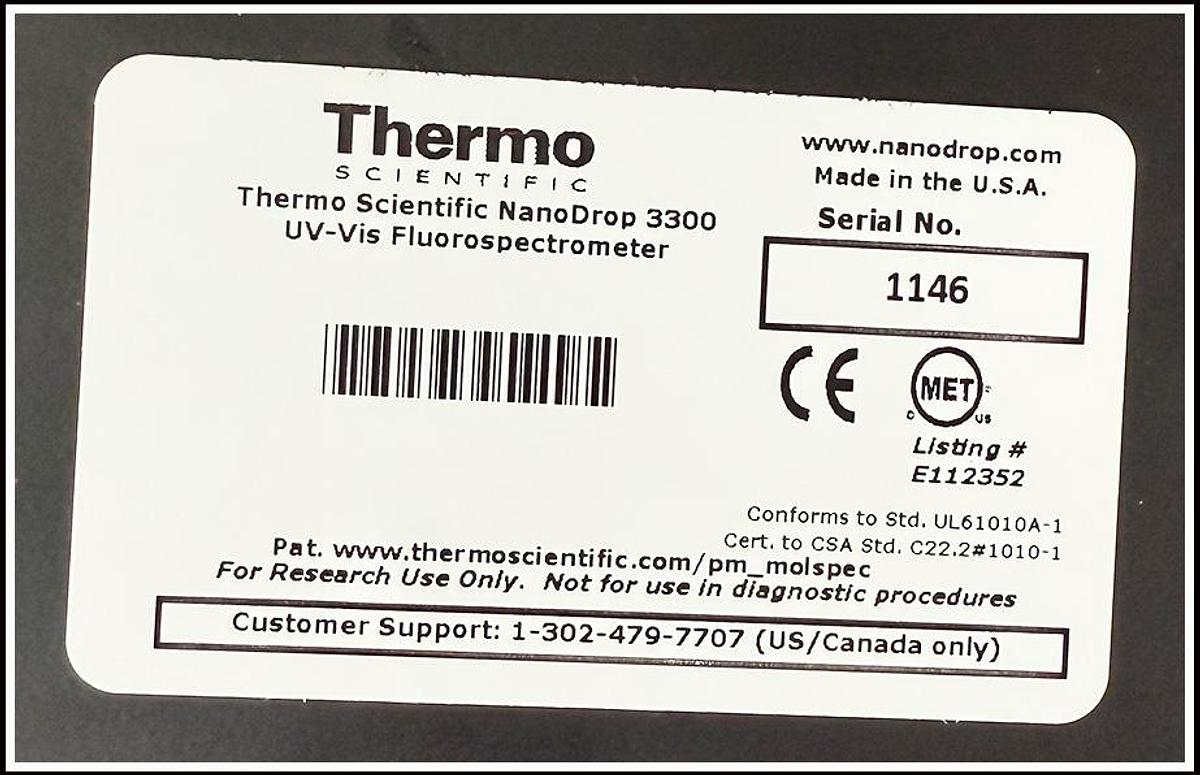 Thermo
SCIENTIFIC
Thermo Scientific NanoDrop 3300
UV-Vis Fluorospectrometer
www.nanodrop.com
Made in the U.S.A.
Serial No.
1146
CE
MET
C US
Listing #
E112352
Conforms to Std. UL61010A-1
Cert. to CSA Std. C22.2#1010-1
Pat. www.thermoscientific.com/pm_molspec
For Research Use Only. Not for use in diagnostic procedures
Customer Support: 1-302-479-7707 (US/Canada only)